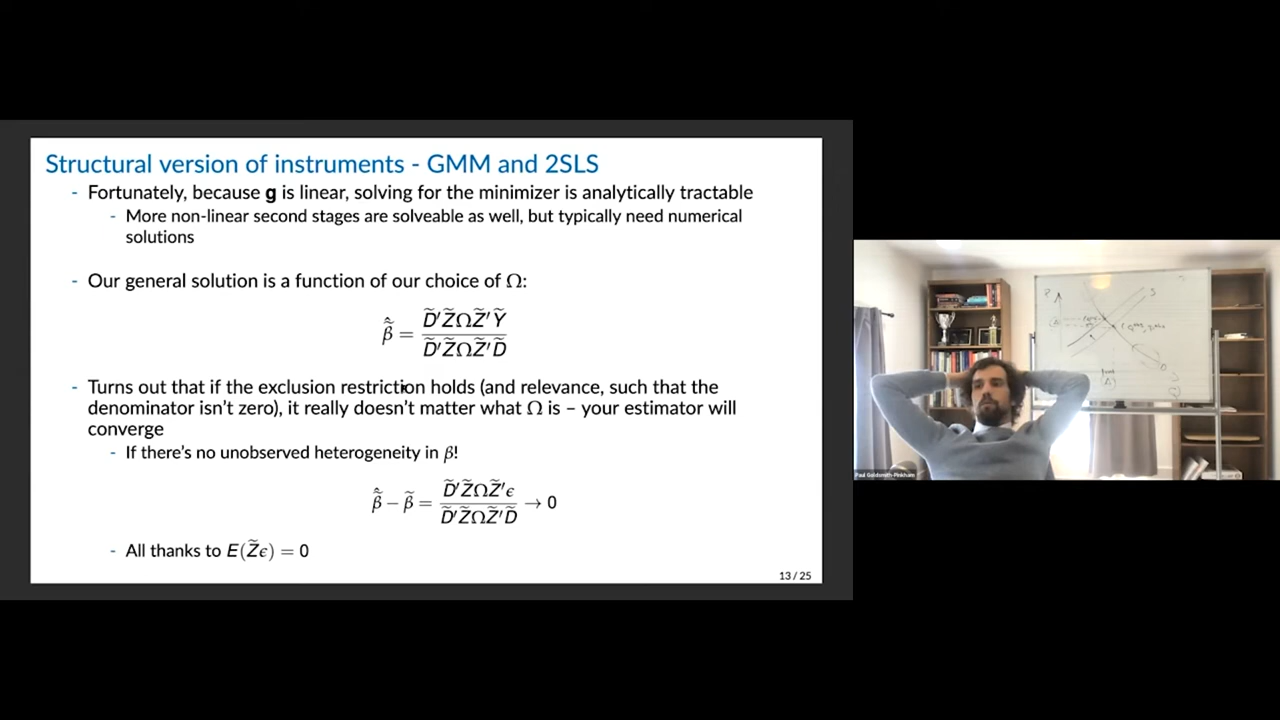 Structural version of instruments - GMM and 2SLS
- Fortunately, because g is linear, solving for the minimizer is analytically tractable
- More non-linear second stages are solveable as well, but typically need numerical
solutions
- Our general solution is a function of our choice of Ω:
β̃̂ = D̃′Z̃ΩZ̃′Ỹ / D̃′Z̃ΩZ̃′D̃
- Turns out that if the exclusion restriction holds (and relevance, such that the
denominator isn't zero), it really doesn't matter what Ω is – your estimator will
converge
- If there's no unobserved heterogeneity in β!
β̃̂ − β̃ = D̃′Z̃ΩZ̃′ϵ / D̃′Z̃ΩZ̃′D̃ → 0
- All thanks to E(Z̃ϵ) = 0
13 / 25
P
S
D
Paul Goldsmith-Pinkham